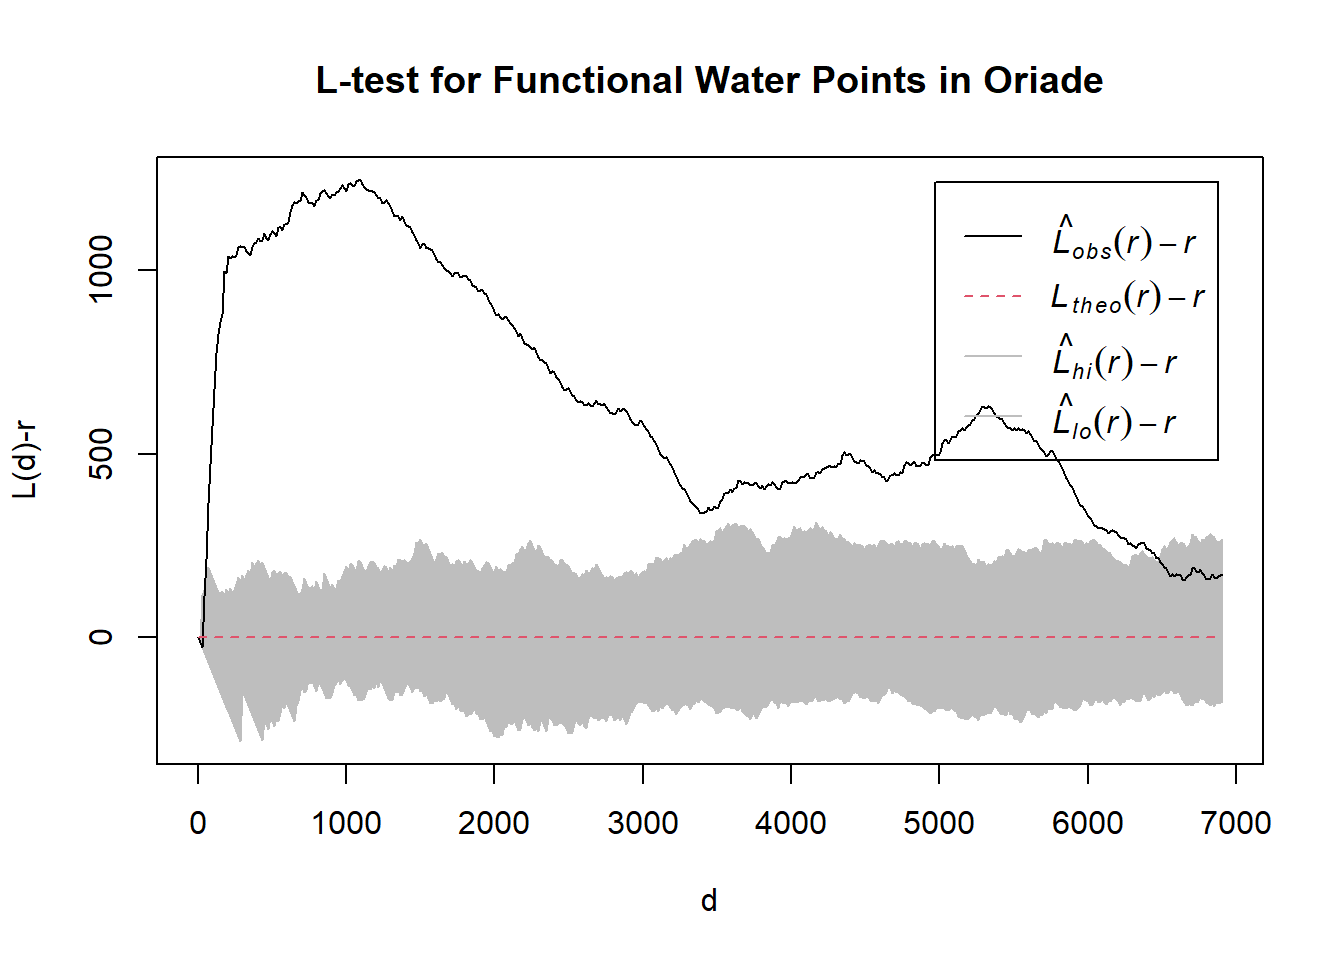 L-test for Functional Water Points in Oriade
L̂obs(r) − r
Ltheo(r) − r
L̂hi(r) − r
L̂lo(r) − r
L(d)-r
1000
500
0
0 1000 2000 3000 4000 5000 6000 7000
d